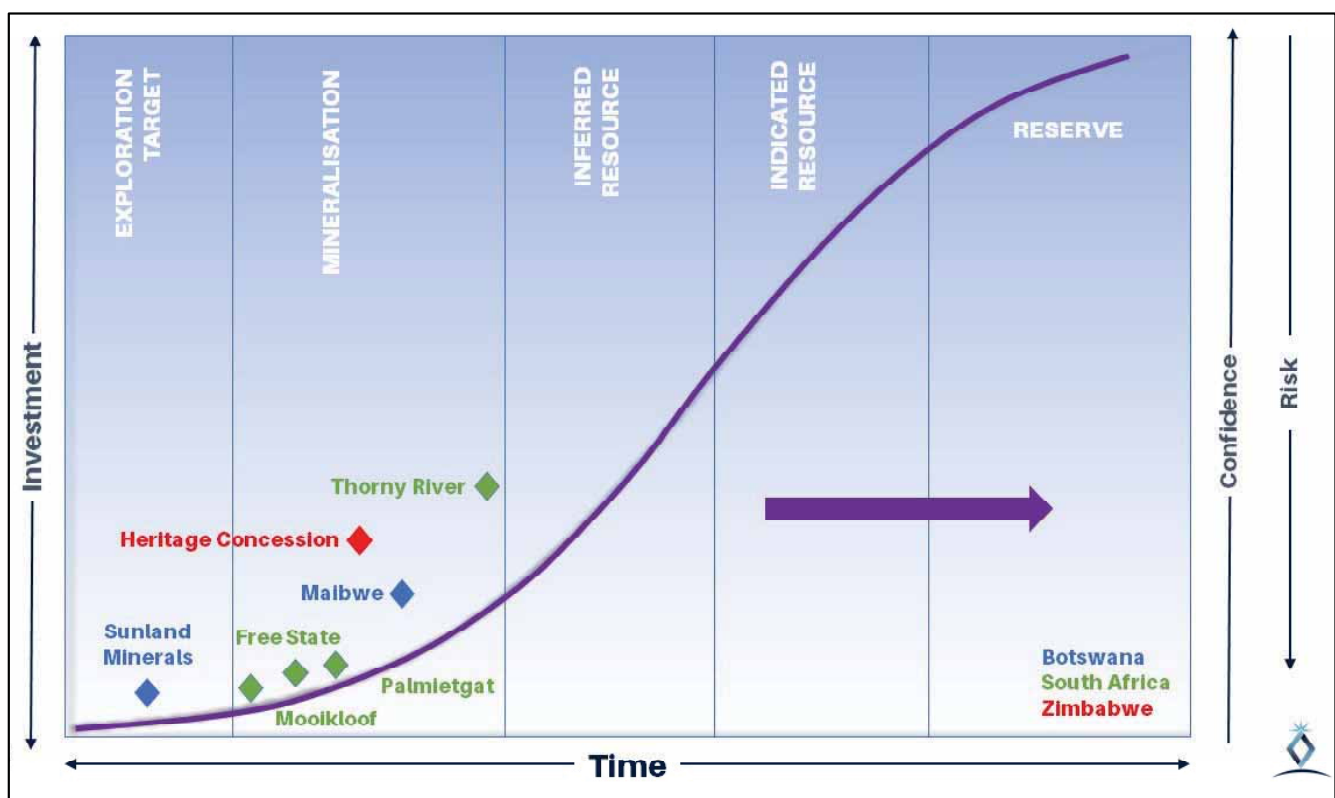 EXPLORATION
TARGET
MINERALISATION
INFERRED
RESOURCE
INDICATED
RESOURCE
RESERVE
Investment
Confidence
Risk
Thorny River
Heritage Concession
Maibwe
Sunland
Minerals
Free State
Palmietgat
Mooikloof
Botswana
South Africa
Zimbabwe
Time